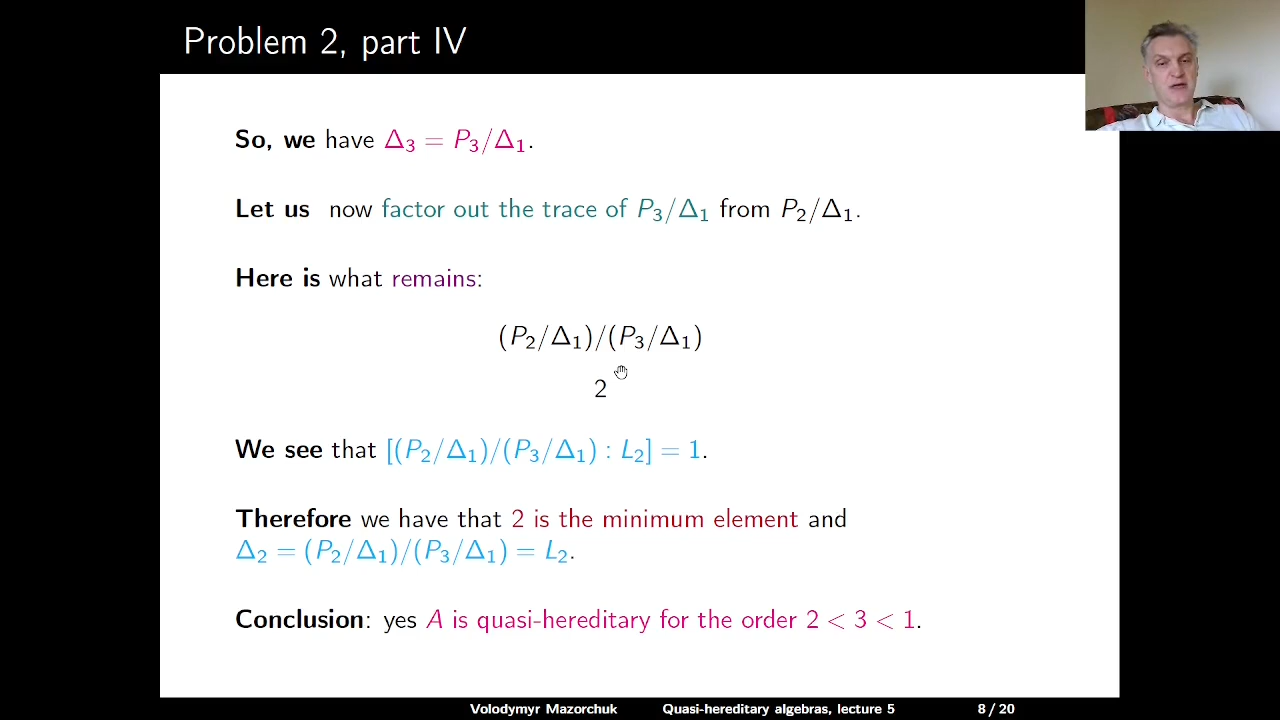 Problem 2, part IV
So, we have Δ₃ = P₃/Δ₁.
Let us now factor out the trace of P₃/Δ₁ from P₂/Δ₁.
Here is what remains:
(P₂/Δ₁)/(P₃/Δ₁)
2
We see that [(P₂/Δ₁)/(P₃/Δ₁) : L₂] = 1.
Therefore we have that 2 is the minimum element and
Δ₂ = (P₂/Δ₁)/(P₃/Δ₁) = L₂.
Conclusion: yes A is quasi-hereditary for the order 2 < 3 < 1.
Volodymyr Mazorchuk Quasi-hereditary algebras, lecture 5 8 / 20